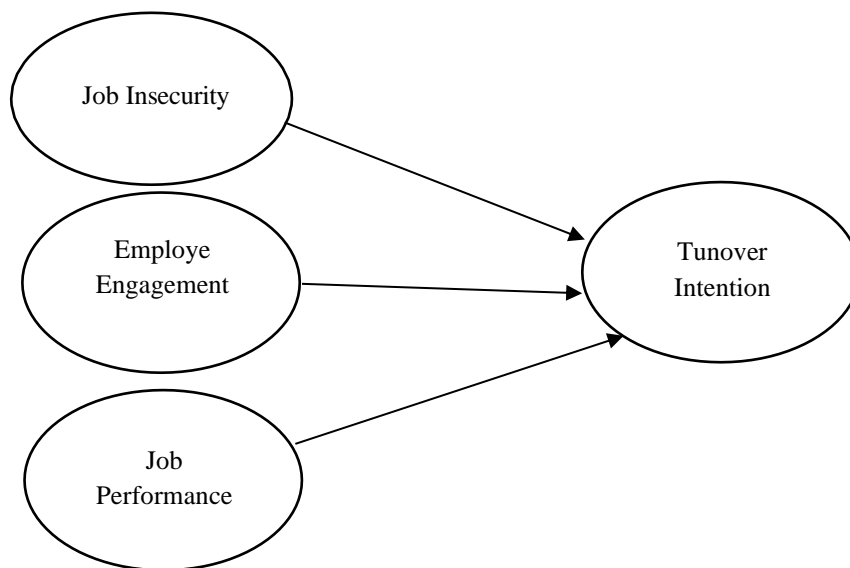 Job Insecurity
Employe
Engagement
Tunover
Intention
Job
Performance